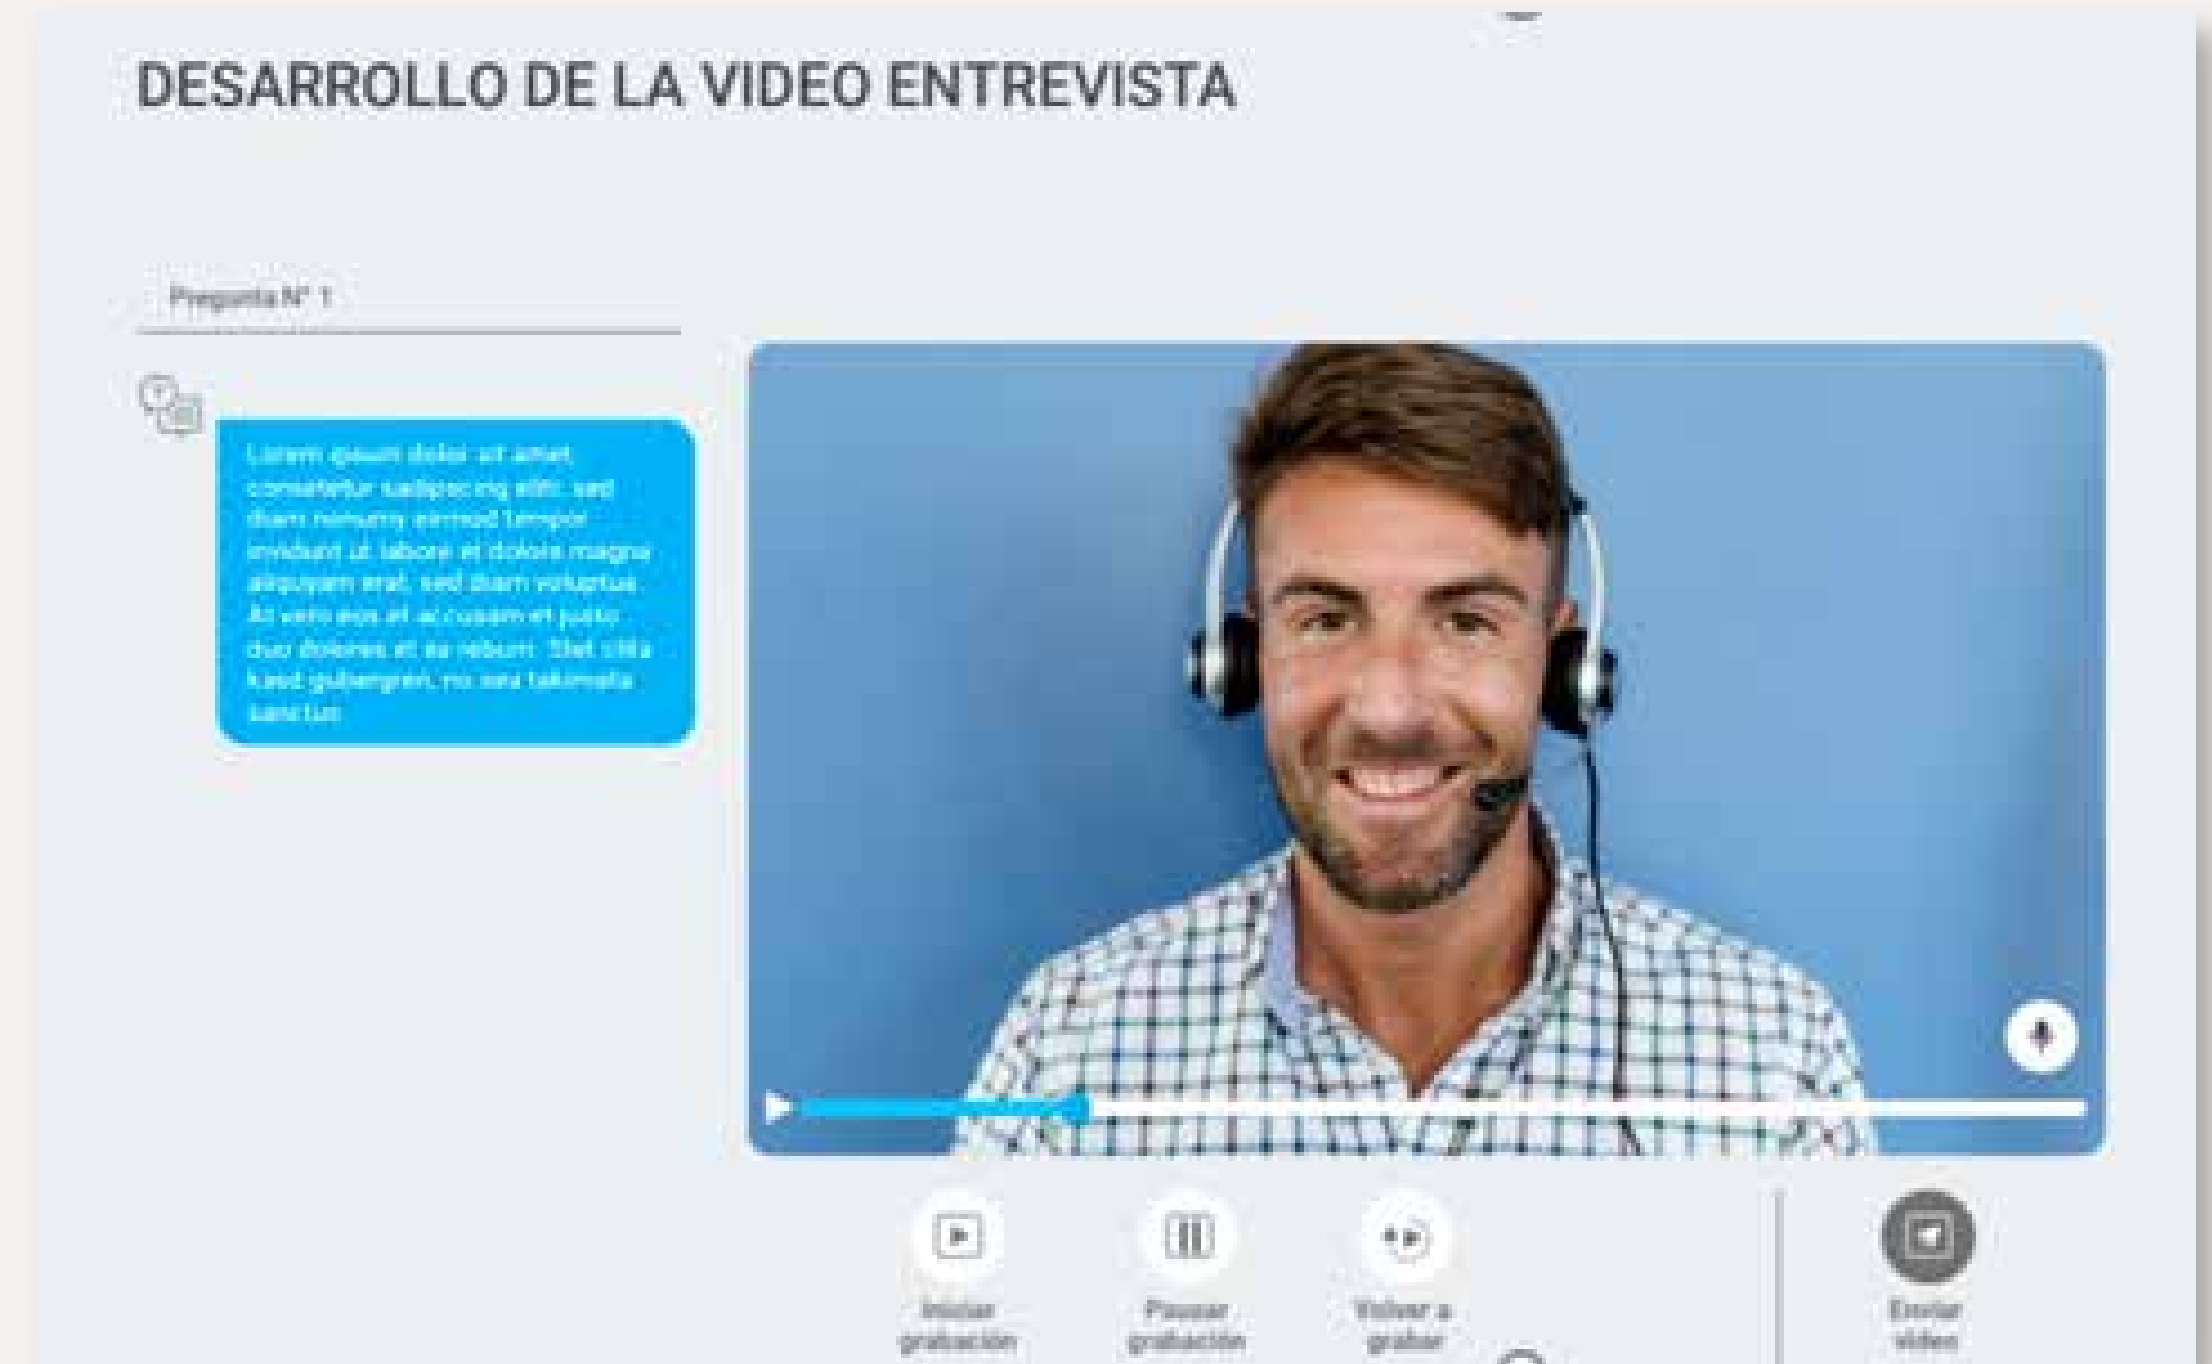 DESARROLLO DE LA VIDEO ENTREVISTA
Pregunta N° 1
Lorem ipsum dolor sit amet,
consetetur sadipscing elitr, sed
diam nonumy eirmod tempor
invidunt ut labore et dolore magna
aliquyam erat, sed diam voluptua.
At vero eos et accusam et justo
duo dolores et ea rebum. Stet clita
kasd gubergren, no sea takimata
sanctus
Iniciar
grabación
Pausar
grabación
Volver a
grabar
Enviar
video